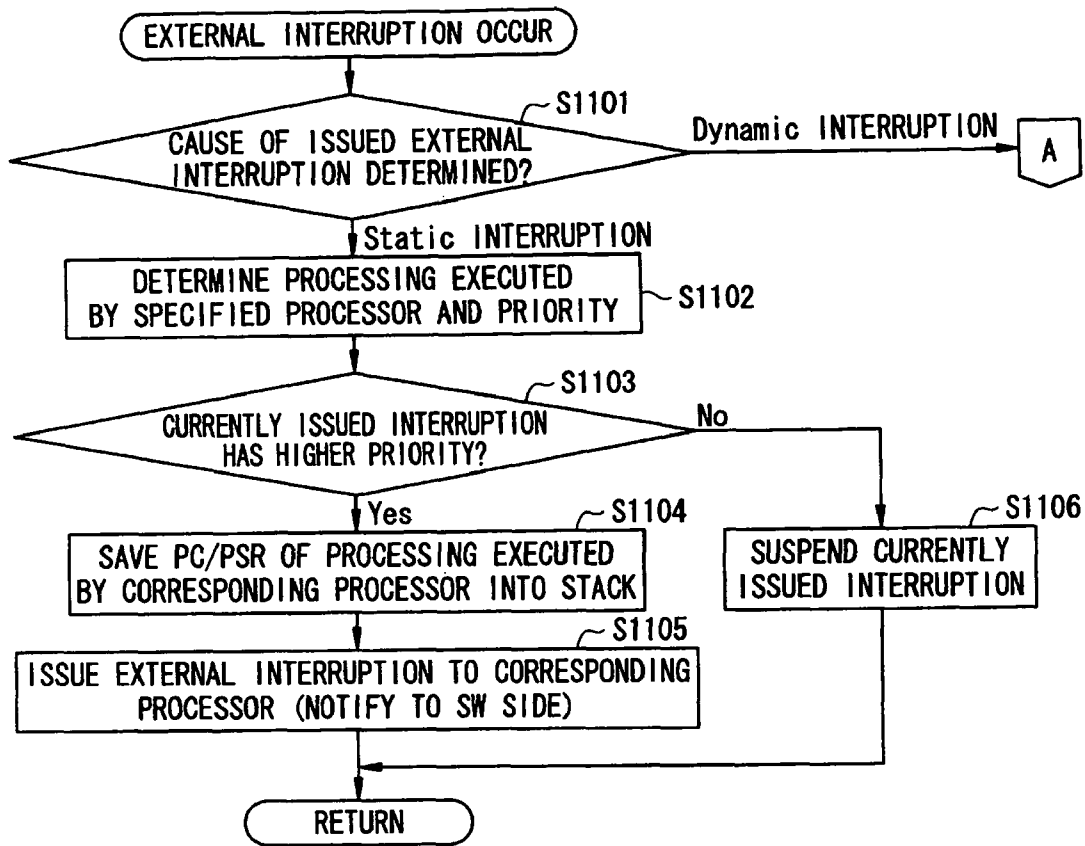 EXTERNAL INTERRUPTION OCCUR
S1101
CAUSE OF ISSUED EXTERNAL
INTERRUPTION DETERMINED?
Dynamic INTERRUPTION
A
Static INTERRUPTION
DETERMINE PROCESSING EXECUTED
BY SPECIFIED PROCESSOR AND PRIORITY
S1102
S1103
CURRENTLY ISSUED INTERRUPTION
HAS HIGHER PRIORITY?
No
Yes
S1104
SAVE PC/PSR OF PROCESSING EXECUTED
BY CORRESPONDING PROCESSOR INTO STACK
S1106
SUSPEND CURRENTLY
ISSUED INTERRUPTION
S1105
ISSUE EXTERNAL INTERRUPTION TO CORRESPONDING
PROCESSOR (NOTIFY TO SW SIDE)
RETURN